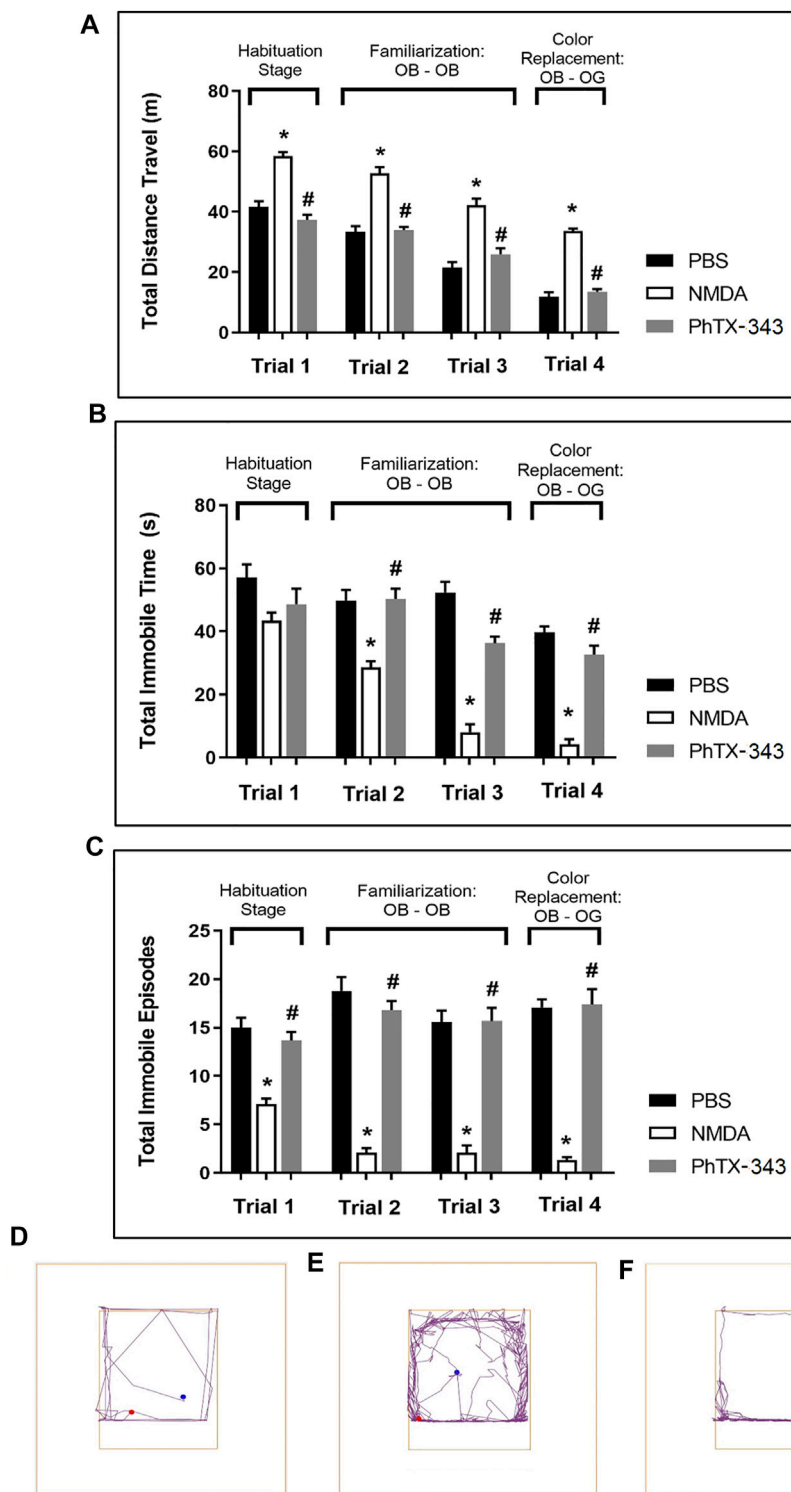 A
Habituation
Stage
Familiarization:
OB - OB
Color
Replacement:
OB - OG
Total Distance Travel (m)
80
60
40
20
0
*
#
*
#
*
#
*
#
Trial 1
Trial 2
Trial 3
Trial 4
PBS
NMDA
PhTX-343
B
Habituation
Stage
Familiarization:
OB - OB
Color
Replacement:
OB - OG
Total Immobile Time (s)
80
60
40
20
0
*
#
*
#
*
#
Trial 1
Trial 2
Trial 3
Trial 4
PBS
NMDA
PhTX-343
C
Habituation
Stage
Familiarization:
OB - OB
Color
Replacement:
OB - OG
Total Immobile Episodes
25
20
15
10
5
0
*
#
*
#
*
#
*
#
Trial 1
Trial 2
Trial 3
Trial 4
PBS
NMDA
PhTX-343
D
E
F